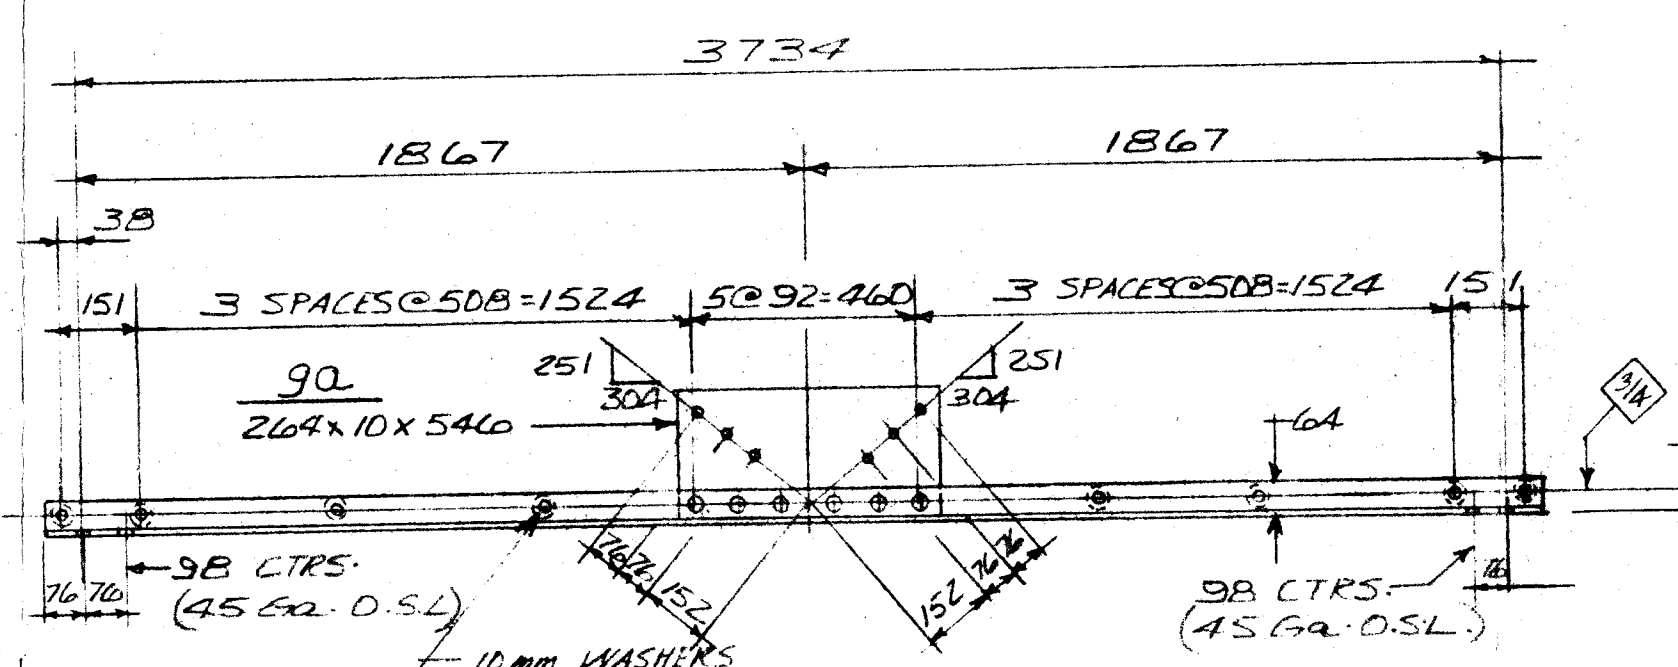 3734
1867
1867
38
151
3 SPACES@508=1524
5@92=460
3 SPACES@508=1524
151
251
304
251
304
9a
264x10x546
64
3/4
76
76
152
152
76
76
98 CTRS.
(45 Ga. O.S.L)
76
76
98 CTRS.
(45 Ga. O.S.L.)
76
10mm WASHERS